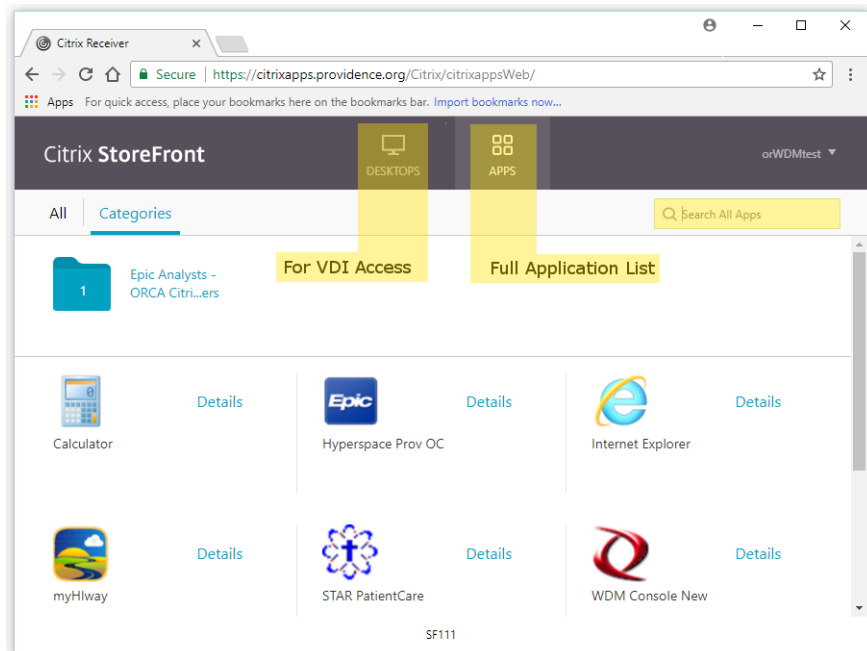 Citrix Receiver
Secure https://citrixapps.providence.org/Citrix/citrixappsWeb/
Apps For quick access, place your bookmarks here on the bookmarks bar. Import bookmarks now...
Citrix StoreFront
DESKTOPS
APPS
orWDMtest
All
Categories
Search All Apps
For VDI Access
Full Application List
1
Epic Analysts -
ORCA Citri...ers
Details
Epic
Details
Details
Calculator
Hyperspace Prov OC
Internet Explorer
Details
Details
Details
myHIway
STAR PatientCare
WDM Console New
SF111